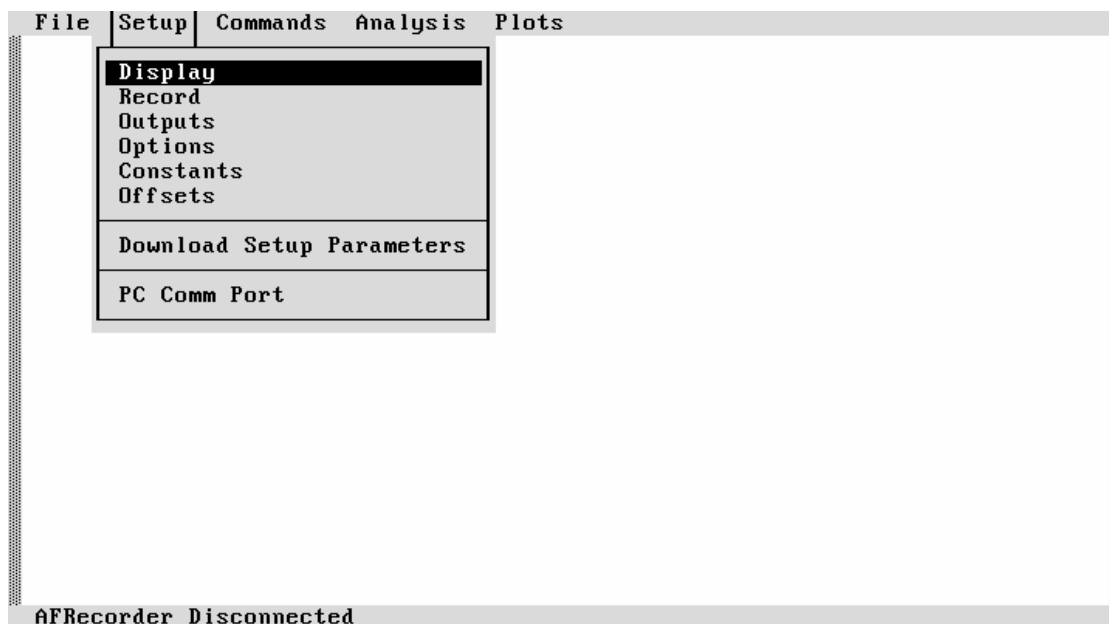 File Setup Commands Analysis Plots
Display
Record
Outputs
Options
Constants
Offsets
Download Setup Parameters
PC Comm Port
AFRecorder Disconnected